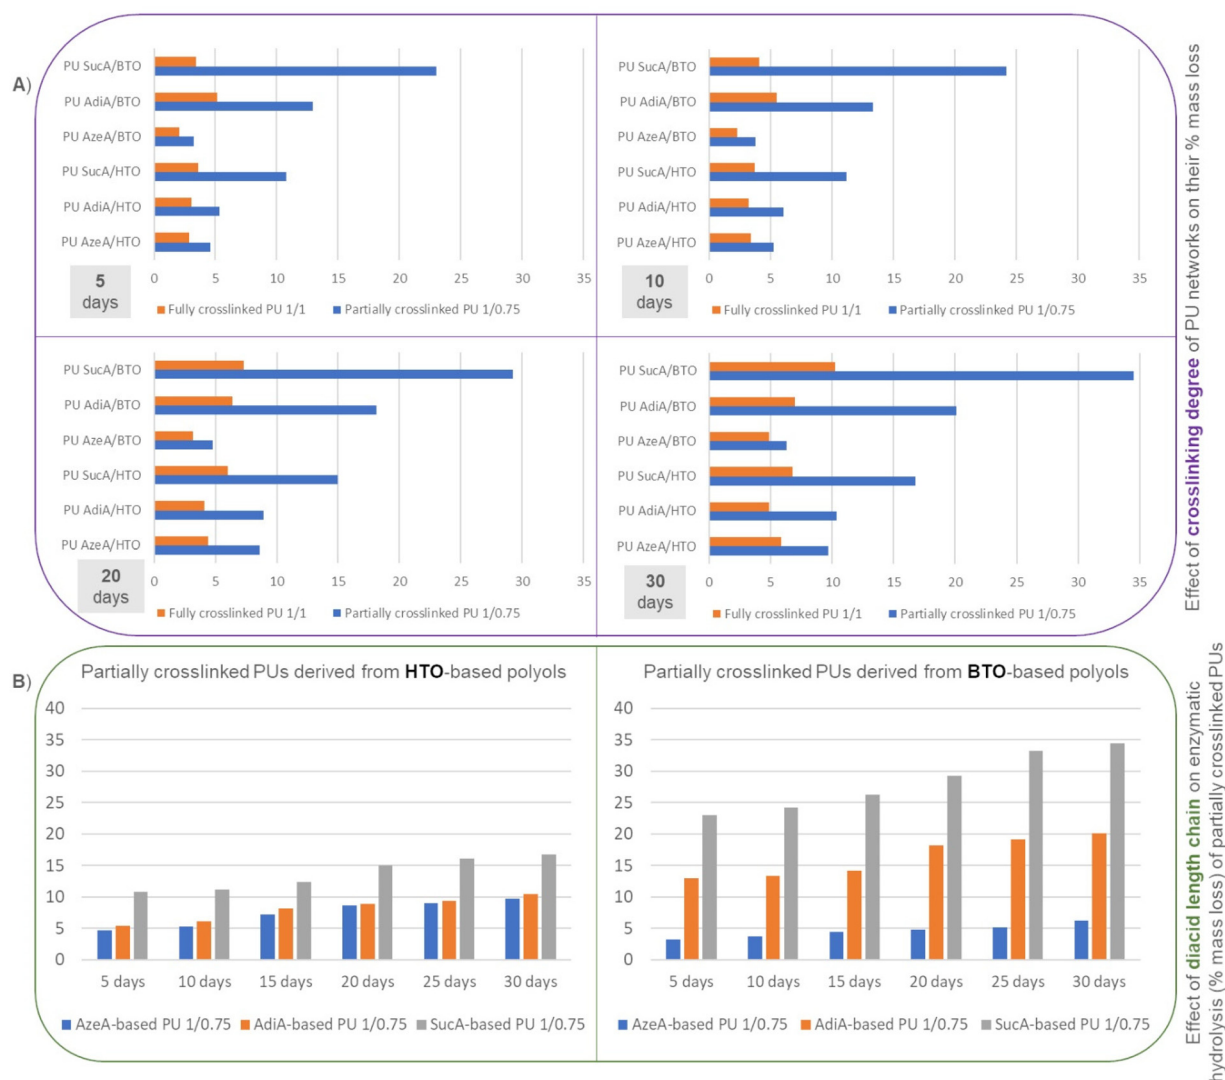 A)
PU SucA/BTO
PU AdiA/BTO
PU AzeA/BTO
PU SucA/HTO
PU AdiA/HTO
PU AzeA/HTO
0 5 10 15 20 25 30 35
5
days
Fully crosslinked PU 1/1 Partially crosslinked PU 1/0.75
PU SucA/BTO
PU AdiA/BTO
PU AzeA/BTO
PU SucA/HTO
PU AdiA/HTO
PU AzeA/HTO
0 5 10 15 20 25 30 35
10
days
Fully crosslinked PU 1/1 Partially crosslinked PU 1/0.75
PU SucA/BTO
PU AdiA/BTO
PU AzeA/BTO
PU SucA/HTO
PU AdiA/HTO
PU AzeA/HTO
0 5 10 15 20 25 30 35
20
days
Fully crosslinked PU 1/1 Partially crosslinked PU 1/0.75
PU SucA/BTO
PU AdiA/BTO
PU AzeA/BTO
PU SucA/HTO
PU AdiA/HTO
PU AzeA/HTO
0 5 10 15 20 25 30 35
30
days
Fully crosslinked PU 1/1 Partially crosslinked PU 1/0.75
Effect of crosslinking degree of PU networks on their % mass loss
B)
Partially crosslinked PUs derived from HTO-based polyols
40
35
30
25
20
15
10
5
0
5 days 10 days 15 days 20 days 25 days 30 days
AzeA-based PU 1/0.75 AdiA-based PU 1/0.75 SucA-based PU 1/0.75
Partially crosslinked PUs derived from BTO-based polyols
40
35
30
25
20
15
10
5
0
5 days 10 days 15 days 20 days 25 days 30 days
AzeA-based PU 1/0.75 AdiA-based PU 1/0.75 SucA-based PU 1/0.75
Effect of diacid length chain on enzymatic
hydrolysis (% mass loss) of partially crosslinked PUs